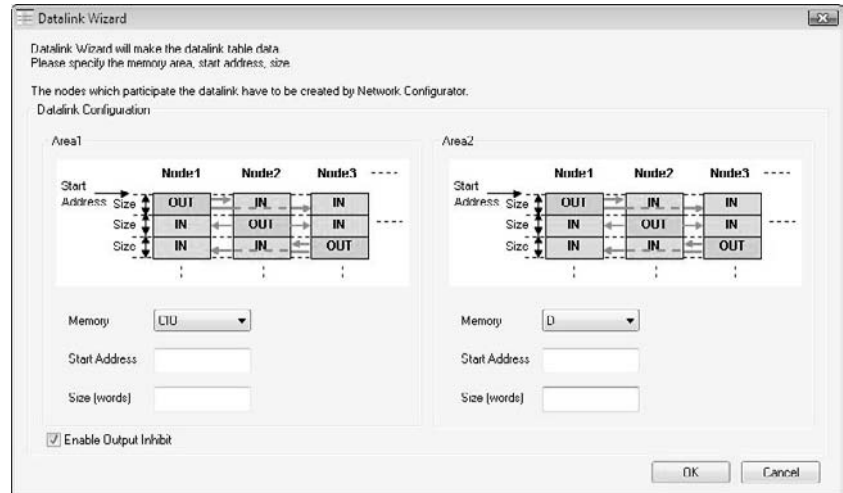 Datalink Wizard
Datalink Wizard will make the datalink table data.
Please specify the memory area, start address, size.
The nodes which participate the datalink have to be created by Network Configurator.
Datalink Configuration
Area1
Node1 Node2 Node3
Start
Address Size OUT IN IN
Size IN OUT IN
Size IN IN OUT
Memory CIO
Start Address
Size (words)
Area2
Node1 Node2 Node3
Start
Address Size OUT IN IN
Size IN OUT IN
Size IN IN OUT
Memory D
Start Address
Size (words)
Enable Output Inhibit
OK Cancel